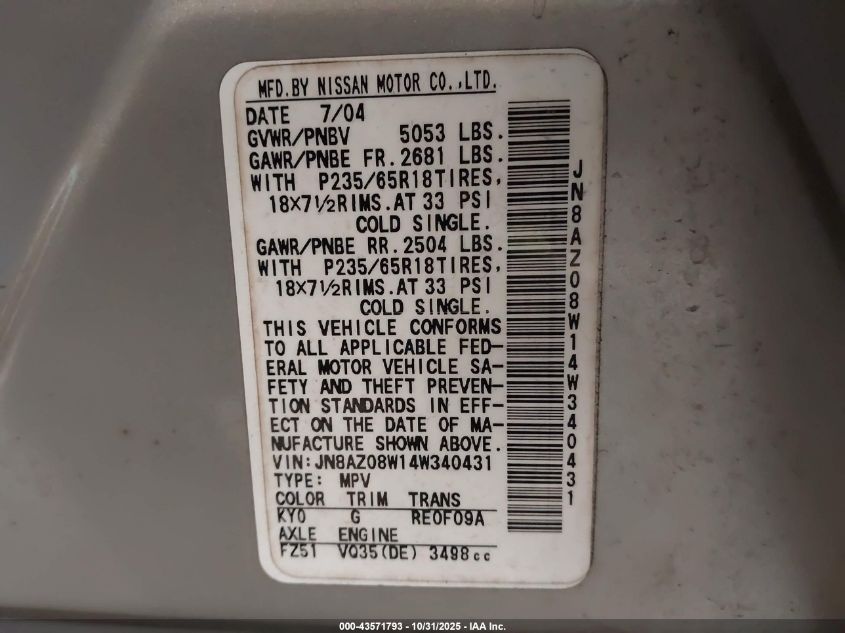 MFD.BY NISSAN MOTOR CO.,LTD.
DATE 7/04
GVWR/PNBV 5053 LBS.
GAWR/PNBE FR. 2681 LBS.
WITH P235/65R18TIRES,
18X7½RIMS.AT 33 PSI
COLD SINGLE.
GAWR/PNBE RR. 2504 LBS.
WITH P235/65R18TIRES,
18X7½RIMS.AT 33 PSI
COLD SINGLE.
THIS VEHICLE CONFORMS
TO ALL APPLICABLE FED-
ERAL MOTOR VEHICLE SA-
FETY AND THEFT PREVEN-
TION STANDARDS IN EFF-
ECT ON THE DATE OF MA-
NUFACTURE SHOWN ABOVE.
VIN:JN8AZ08W14W340431
TYPE: MPV
COLOR TRIM TRANS
KY0 G RE0F09A
AXLE ENGINE
FZ51 VQ35(DE) 3498cc
JN8AZ08W14W340431
000-43571793 - 10/31/2025 - IAA Inc.